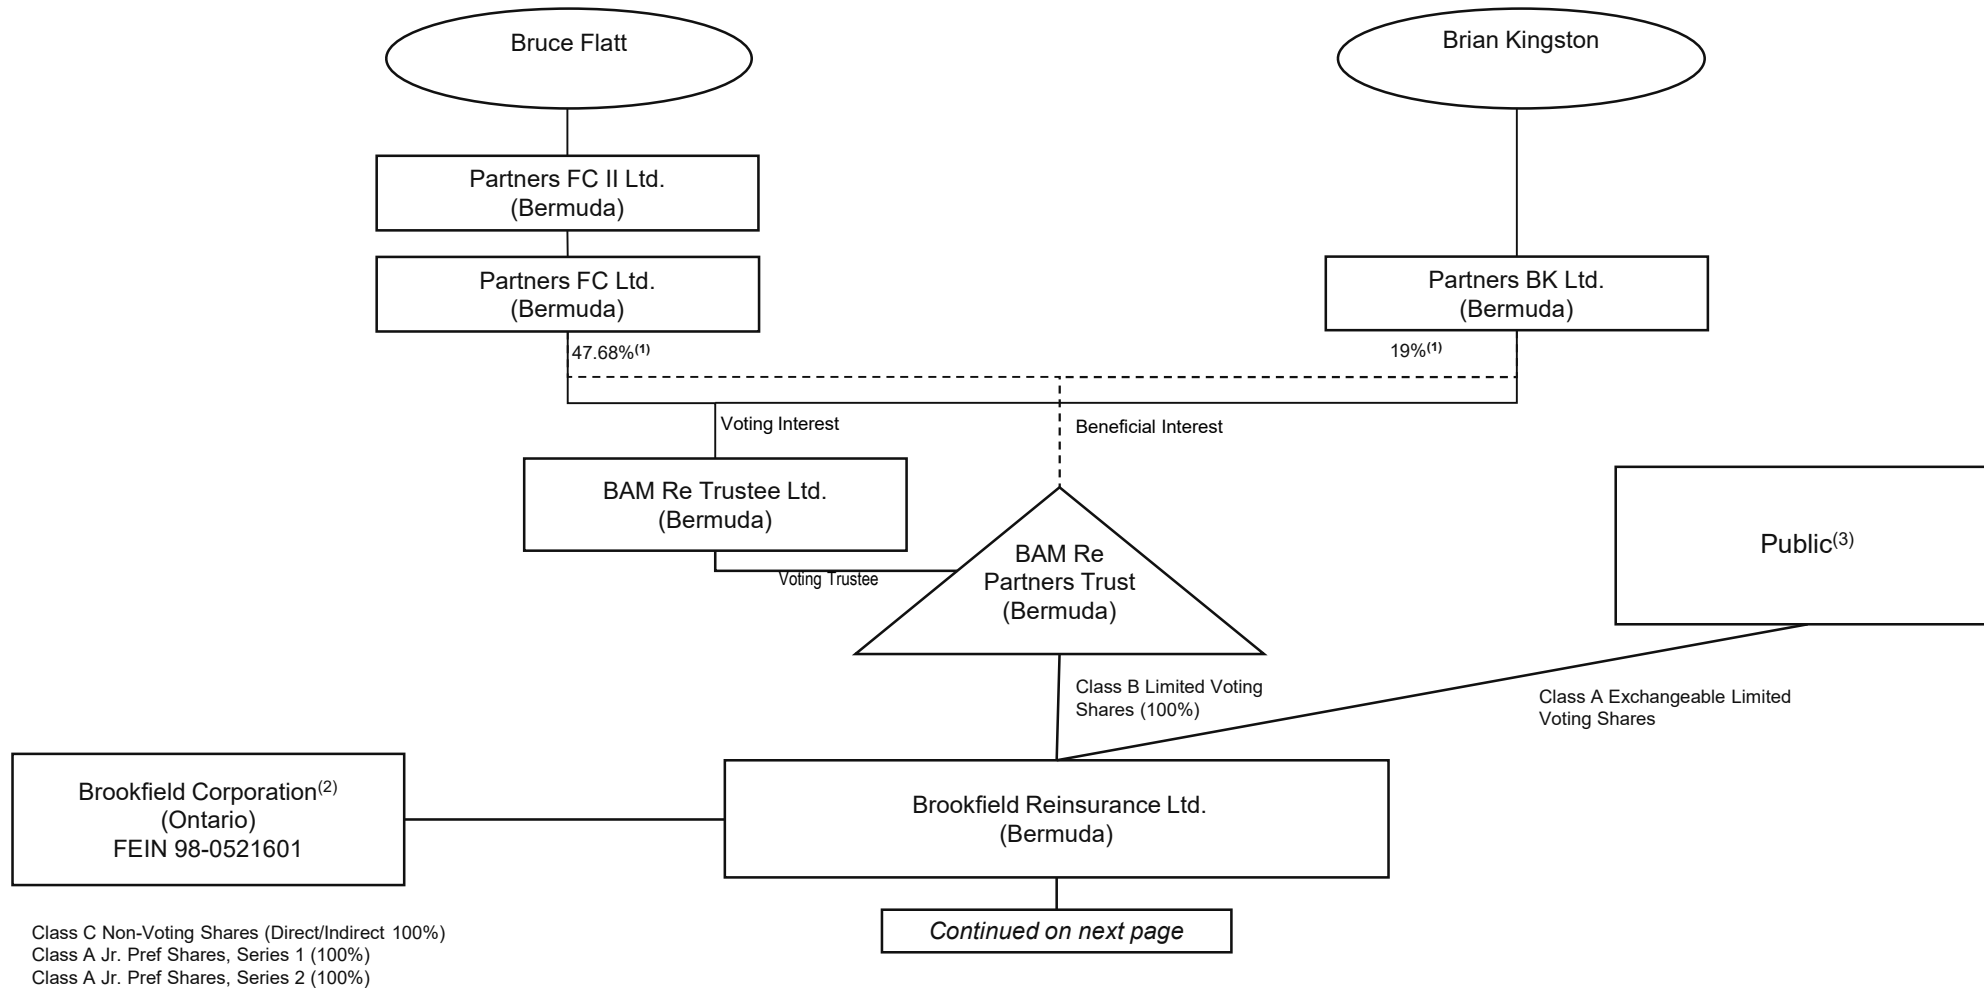 Bruce Flatt
Brian Kingston
Partners FC II Ltd.
(Bermuda)
Partners FC Ltd.
(Bermuda)
Partners BK Ltd.
(Bermuda)
47.68%(1)
19%(1)
Voting Interest
Beneficial Interest
BAM Re Trustee Ltd.
(Bermuda)
Voting Trustee
BAM Re
Partners Trust
(Bermuda)
Public(3)
Class B Limited Voting
Shares (100%)
Class A Exchangeable Limited
Voting Shares
Brookfield Corporation(2)
(Ontario)
FEIN 98-0521601
Brookfield Reinsurance Ltd.
(Bermuda)
Continued on next page
Class C Non-Voting Shares (Direct/Indirect 100%)
Class A Jr. Pref Shares, Series 1 (100%)
Class A Jr. Pref Shares, Series 2 (100%)